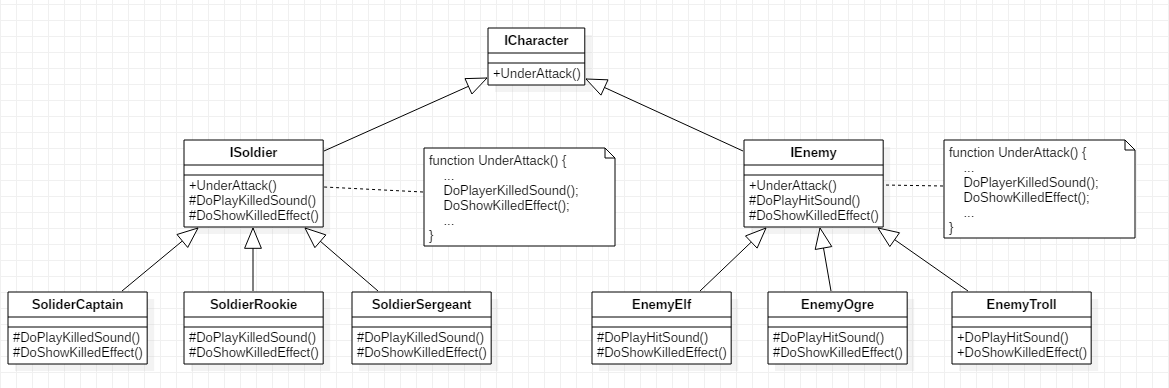 ICharacter
+UnderAttack()
ISoldier
+UnderAttack()
#DoPlayKilledSound()
#DoShowKilledEffect()
function UnderAttack() {
...
DoPlayerKilledSound();
DoShowKilledEffect();
...
}
IEnemy
+UnderAttack()
#DoPlayHitSound()
#DoShowKilledEffect()
function UnderAttack() {
...
DoPlayerKilledSound();
DoShowKilledEffect();
...
}
SoliderCaptain
#DoPlayKilledSound()
#DoShowKilledEffect()
SoldierRookie
#DoPlayKilledSound()
#DoShowKilledEffect()
SoldierSergeant
#DoPlayKilledSound()
#DoShowKilledEffect()
EnemyElf
#DoPlayHitSound()
#DoShowKilledEffect()
EnemyOgre
#DoPlayHitSound()
#DoShowKilledEffect()
EnemyTroll
+DoPlayHitSound()
+DoShowKilledEffect()